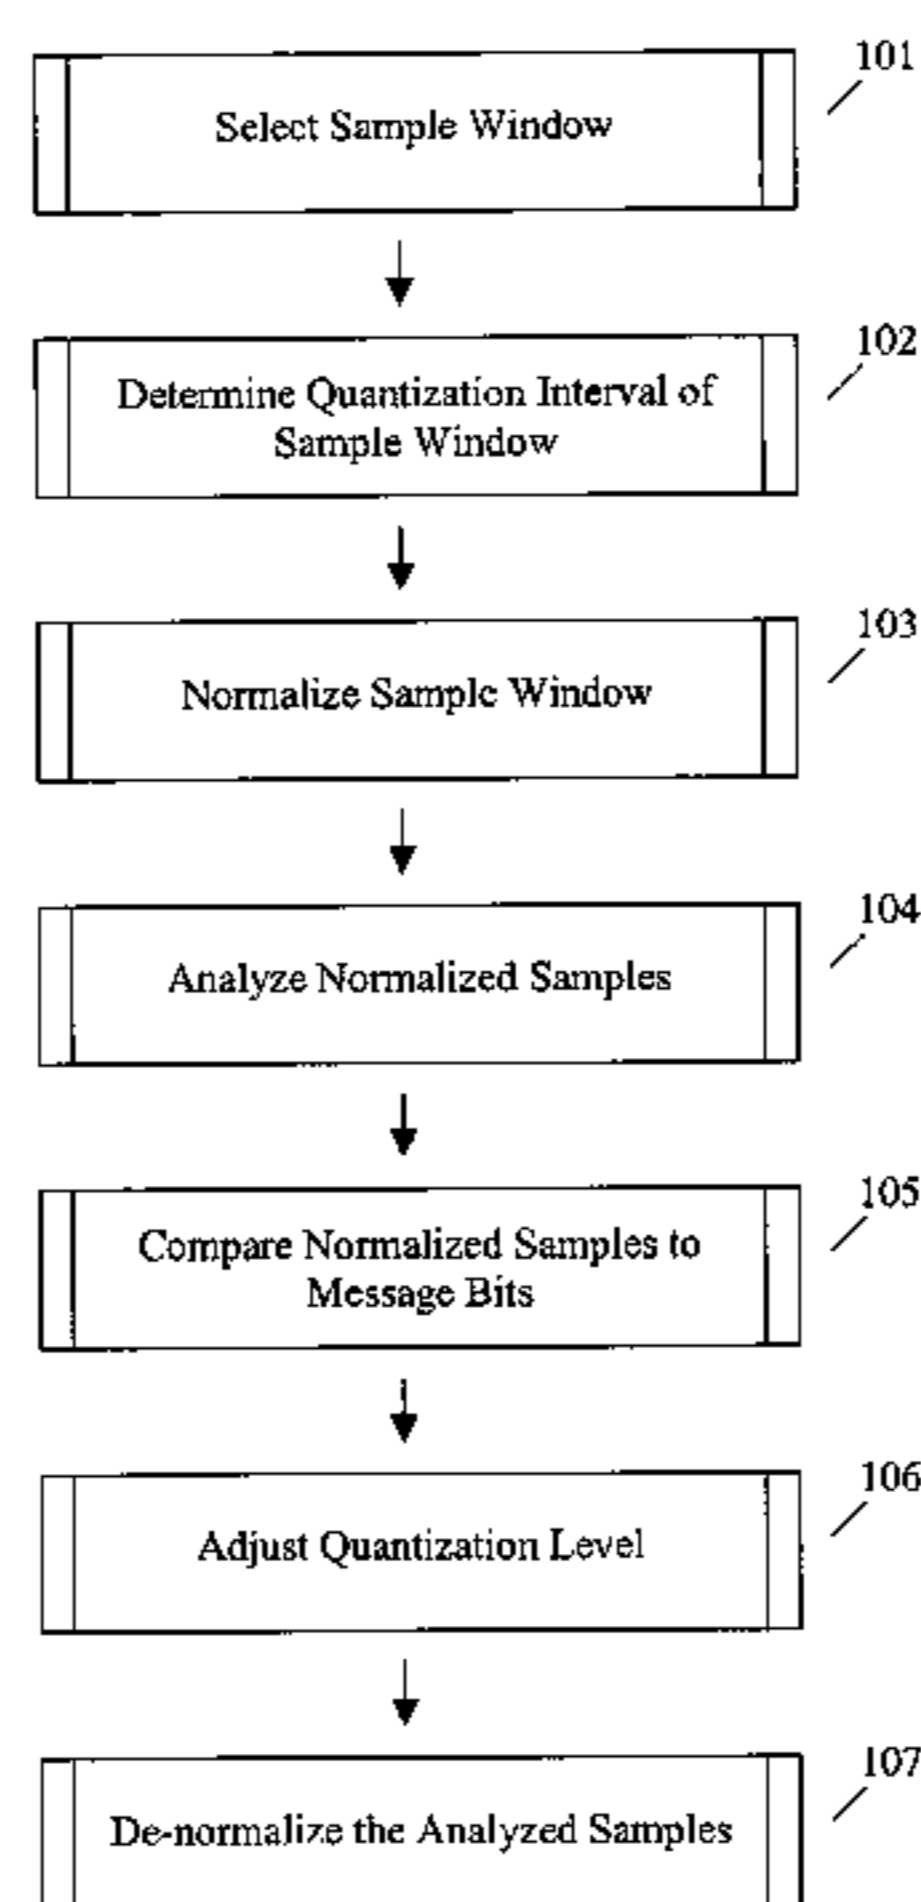 101
Select Sample Window
102
Determine Quantization Interval of
Sample Window
103
Normalize Sample Window
104
Analyze Normalized Samples
105
Compare Normalized Samples to
Message Bits
106
Adjust Quantization Level
107
De-normalize the Analyzed Samples